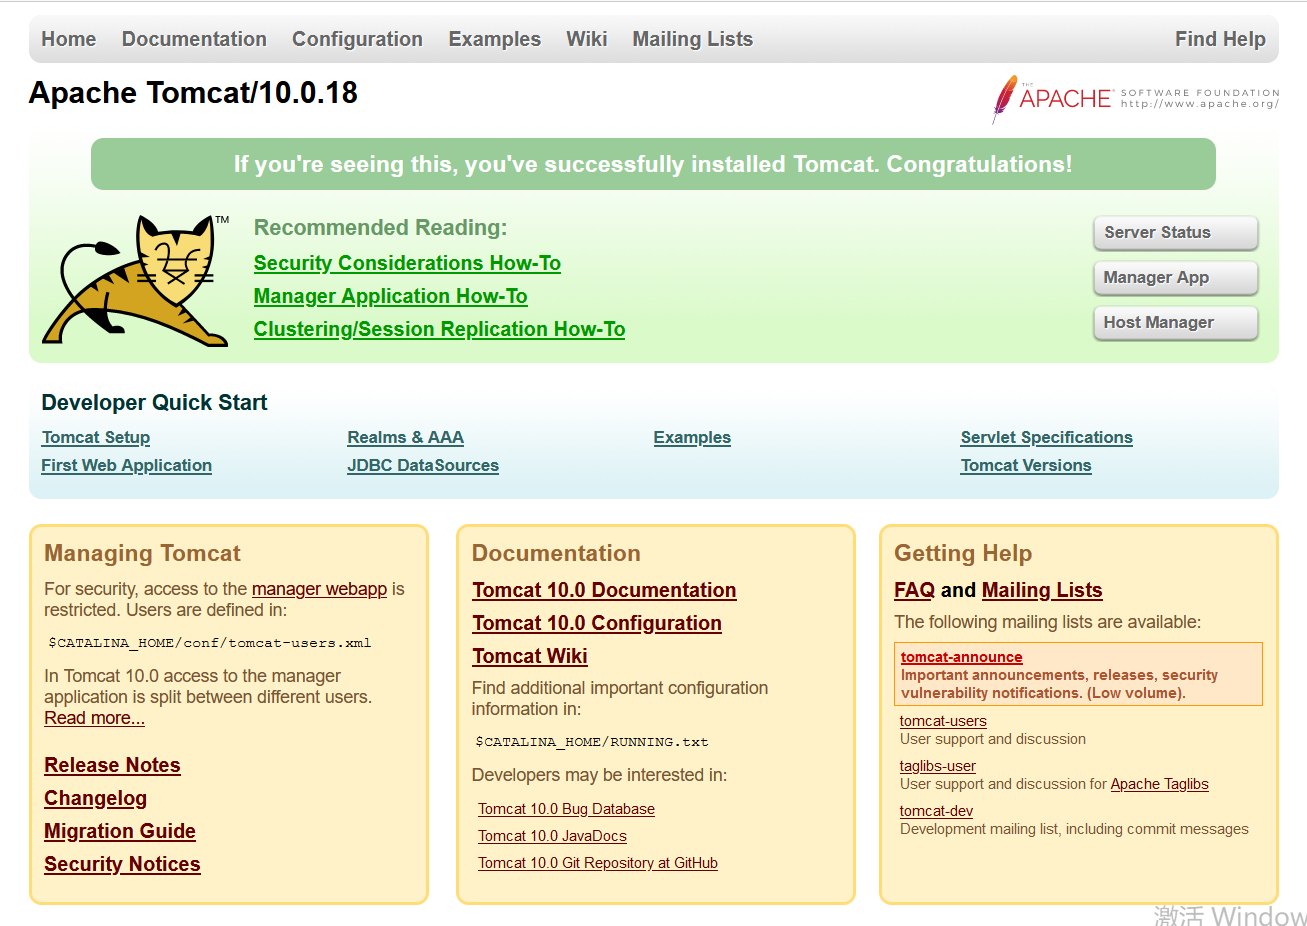 Home Documentation Configuration Examples Wiki Mailing Lists Find Help
Apache Tomcat/10.0.18
THE APACHE® SOFTWARE FOUNDATION
http://www.apache.org/
If you're seeing this, you've successfully installed Tomcat. Congratulations!
TM
Recommended Reading:
Security Considerations How-To
Manager Application How-To
Clustering/Session Replication How-To
Server Status
Manager App
Host Manager
Developer Quick Start
Tomcat Setup
First Web Application
Realms & AAA
JDBC DataSources
Examples
Servlet Specifications
Tomcat Versions
Managing Tomcat
For security, access to the manager webapp is
restricted. Users are defined in:
$CATALINA_HOME/conf/tomcat-users.xml
In Tomcat 10.0 access to the manager
application is split between different users.
Read more...
Release Notes
Changelog
Migration Guide
Security Notices
Documentation
Tomcat 10.0 Documentation
Tomcat 10.0 Configuration
Tomcat Wiki
Find additional important configuration
information in:
$CATALINA_HOME/RUNNING.txt
Developers may be interested in:
Tomcat 10.0 Bug Database
Tomcat 10.0 JavaDocs
Tomcat 10.0 Git Repository at GitHub
Getting Help
FAQ and Mailing Lists
The following mailing lists are available:
tomcat-announce
Important announcements, releases, security
vulnerability notifications. (Low volume).
tomcat-users
User support and discussion
taglibs-user
User support and discussion for Apache Taglibs
tomcat-dev
Development mailing list, including commit messages
激活 Window